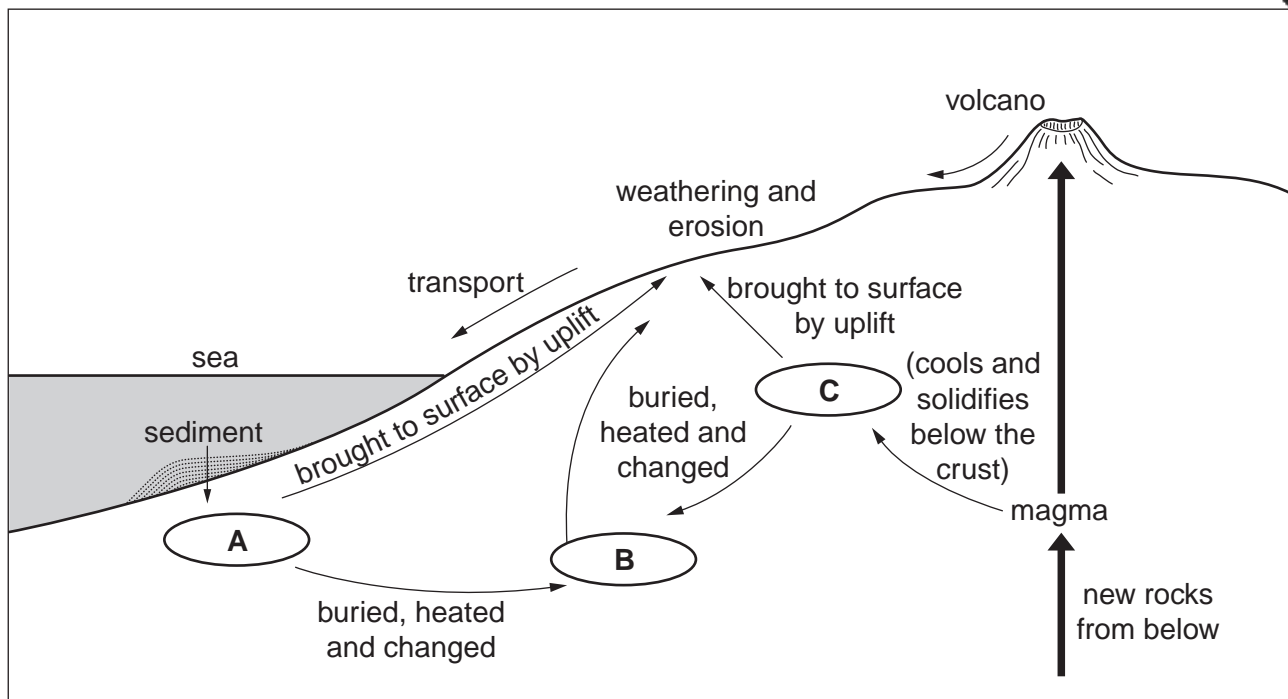 volcano
weathering and
erosion
transport
brought to surface
by uplift
sea
brought to surface by uplift
C
(cools and
solidifies
below the
crust)
buried,
heated and
changed
sediment
magma
A
B
buried, heated
and changed
new rocks
from below